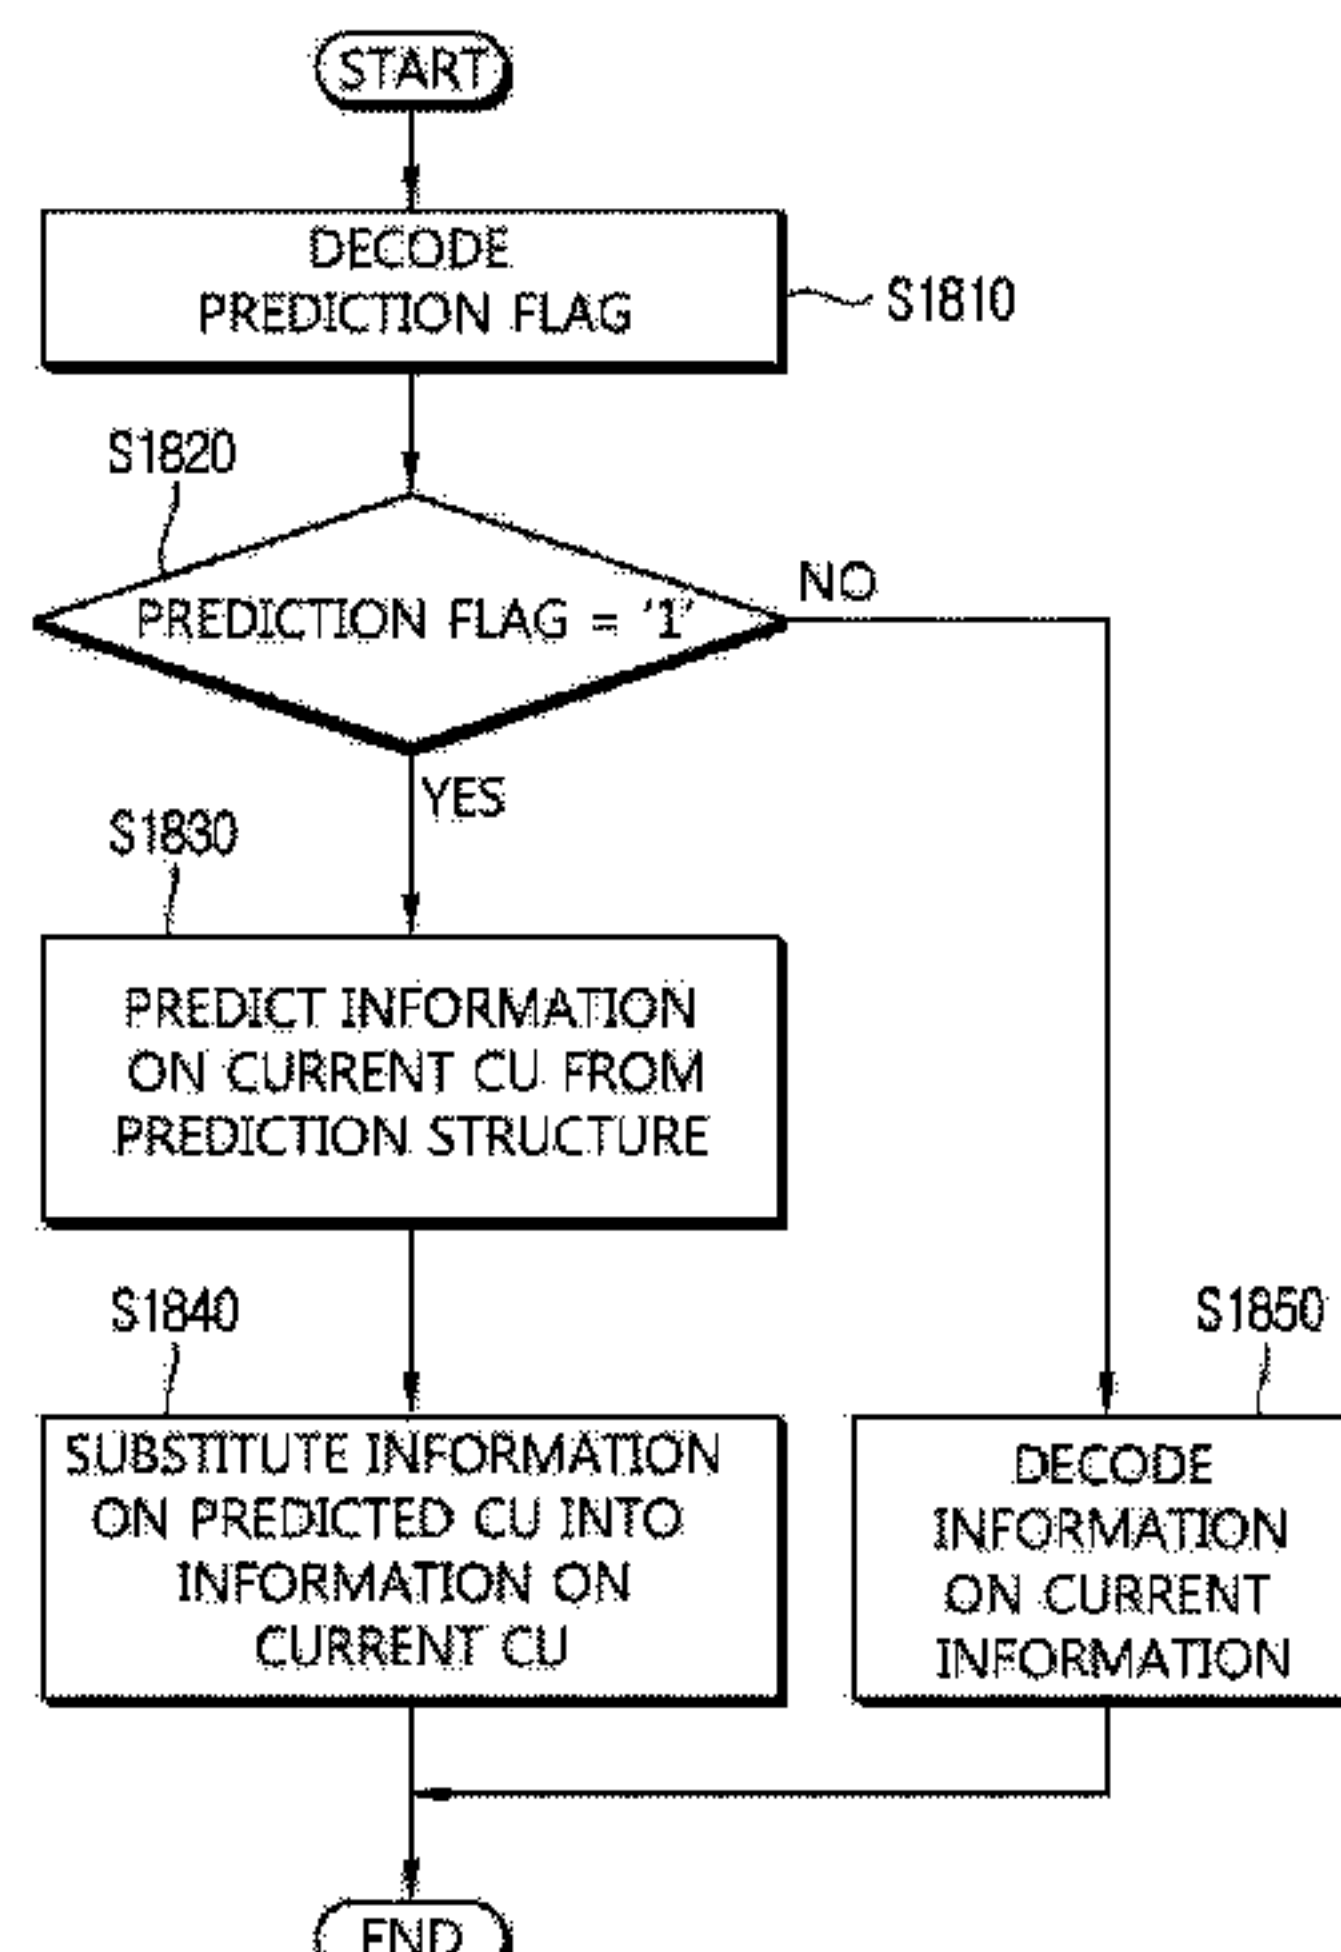 START
DECODE
PREDICTION FLAG
S1810
S1820
PREDICTION FLAG = '1'
NO
YES
S1830
PREDICT INFORMATION
ON CURRENT CU FROM
PREDICTION STRUCTURE
S1840
SUBSTITUTE INFORMATION
ON PREDICTED CU INTO
INFORMATION ON
CURRENT CU
S1850
DECODE
INFORMATION
ON CURRENT
INFORMATION
END